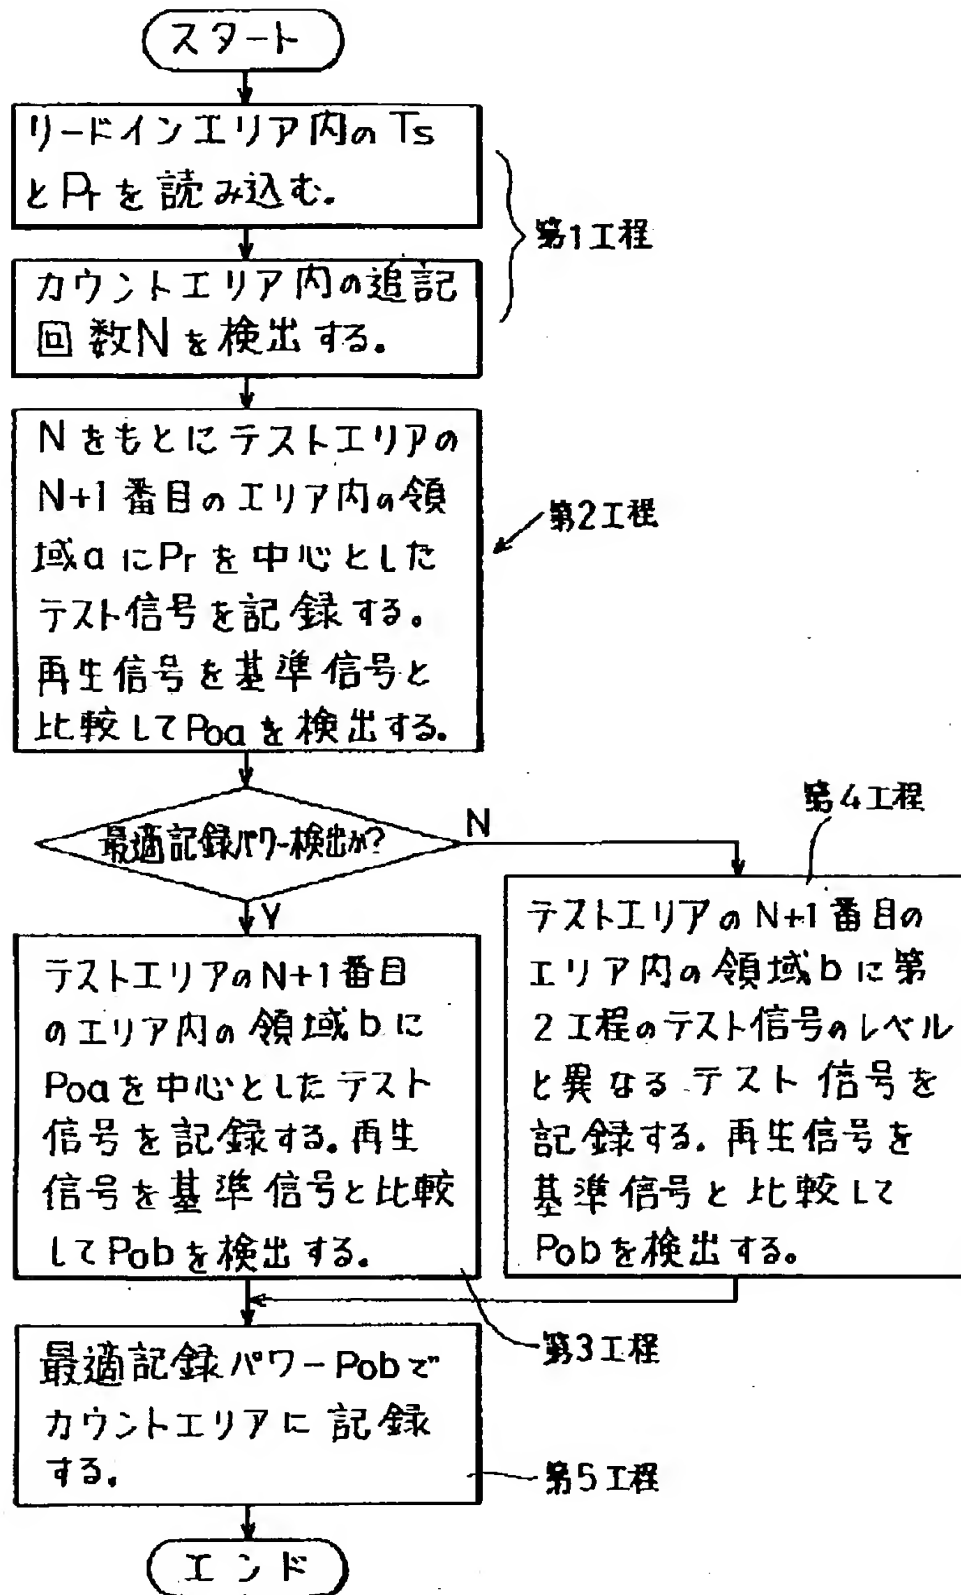 スタート
リードインエリア内のTs
とPrを読み込む.
第1工程
カウントエリア内の追記
回数Nを検出する.
Nをもとにテストエリアの
N+1番目のエリア内の領
域aにPrを中心とした
テスト信号を記録する。
再生信号を基準信号と
比較してPoaを検出する.
第2工程
最適記録パワー検出か?
N
Y
第4工程
テストエリアのN+1番目の
エリア内の領域bに第
2工程のテスト信号のレベル
と異なるテスト信号を
記録する.再生信号を
基準信号と比較して
Pobを検出する。
テストエリアのN+1番目
のエリア内の領域bに
Poaを中心としたテスト
信号を記録する.再生
信号を基準信号と比較
してPobを検出する.
第3工程
最適記録パワーPobで
カウントエリアに記録
する.
第5工程
エンド